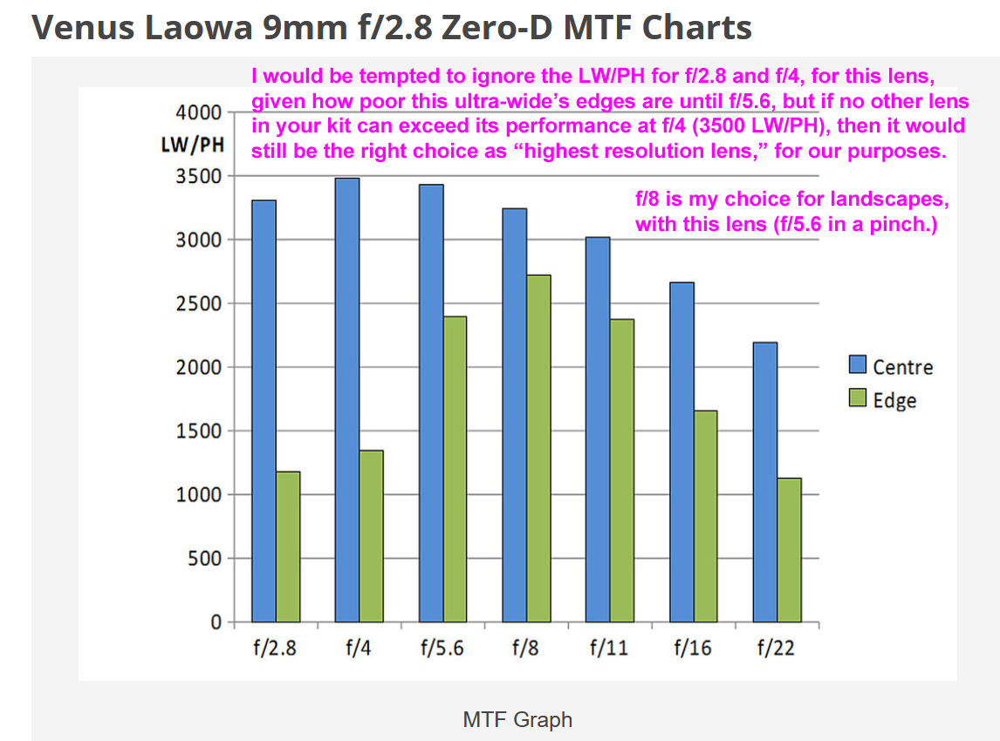 Venus Laowa 9mm f/2.8 Zero-D MTF Charts
I would be tempted to ignore the LW/PH for f/2.8 and f/4, for this lens,
given how poor this ultra-wide’s edges are until f/5.6, but if no other lens
in your kit can exceed its performance at f/4 (3500 LW/PH), then it would
still be the right choice as “highest resolution lens,” for our purposes.
4000
LW/PH
3500
f/8 is my choice for landscapes,
with this lens (f/5.6 in a pinch.)
3000
2500
2000
1500
1000
500
0
Centre
Edge
f/2.8 f/4 f/5.6 f/8 f/11 f/16 f/22
MTF Graph